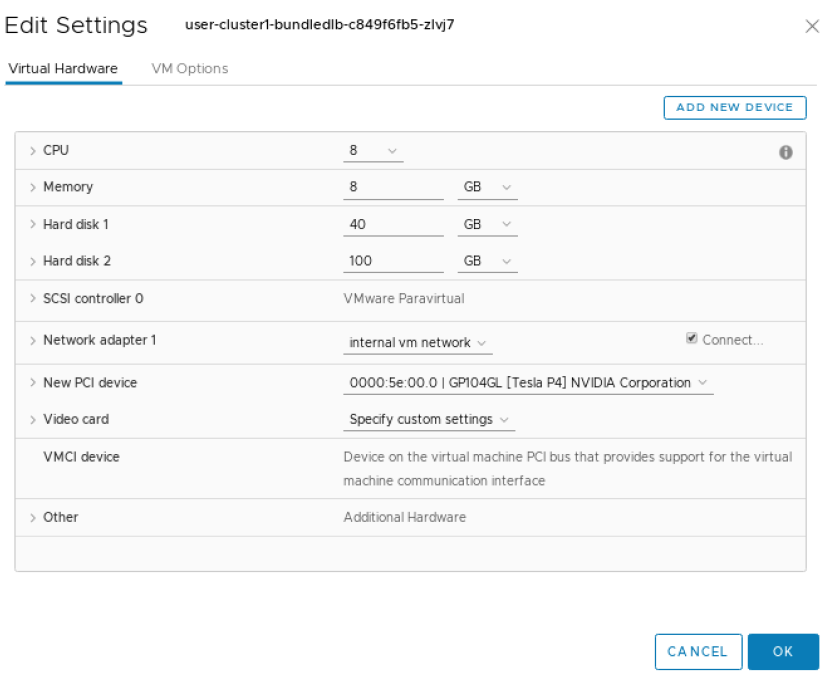 Edit Settings user-cluster1-bundledlb-c849f6fb5-zlvj7
Virtual Hardware VM Options
ADD NEW DEVICE
CPU 8
Memory 8 GB
Hard disk 1 40 GB
Hard disk 2 100 GB
SCSI controller 0 VMware Paravirtual
Network adapter 1 internal vm network Connect...
New PCI device 0000:5e:00.0 | GP104GL [Tesla P4] NVIDIA Corporation
Video card Specify custom settings
VMCI device Device on the virtual machine PCI bus that provides support for the virtual
machine communication interface
Other Additional Hardware
CANCEL OK